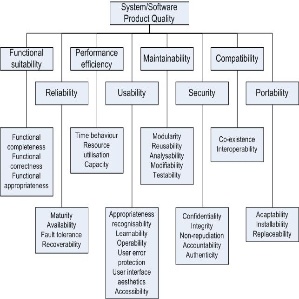 System/Software
Product Quality
Functional
suitability
Performance
efficiency
Maintainability
Compatibility
Reliability
Usability
Security
Portability
Functional
completeness
Functional
correctness
Functional
appropriateness
Time behaviour
Resource
utilisation
Capacity
Modularity
Reusability
Analysability
Modifiability
Testability
Co-existence
Interoperability
Maturity
Availability
Fault tolerance
Recoverability
Appropriateness
recognisability
Learnability
Operability
User error
protection
User interface
aesthetics
Accessibility
Confidentiality
Integrity
Non-repudiation
Accountability
Authenticity
Adaptability
Installability
Replaceability